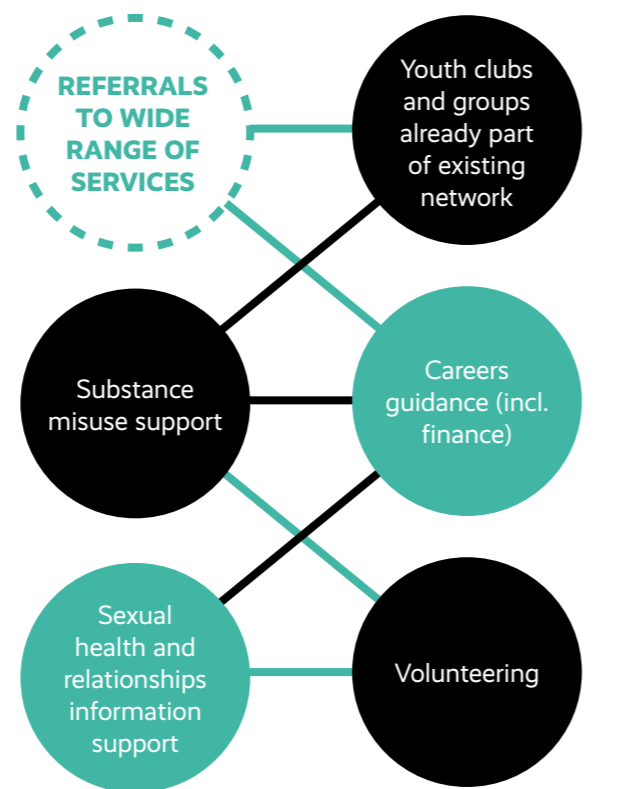 REFERRALS
TO WIDE
RANGE OF
SERVICES
Youth clubs
and groups
already part
of existing
network
Substance
misuse support
Careers
guidance (incl.
finance)
Sexual
health and
relationships
information
support
Volunteering